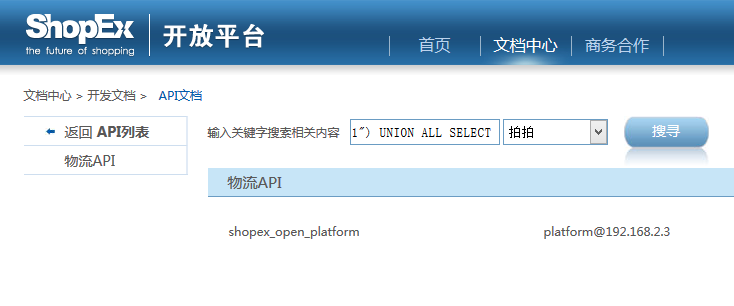 ShopEx
the future of shopping
开放平台
首页 文档中心 商务合作
文档中心 > 开发文档 > API文档
返回 API列表
物流API
输入关键字搜索相关内容 1") UNION ALL SELECT 拍拍 搜寻
物流API
shopex_open_platform platform@192.168.2.3